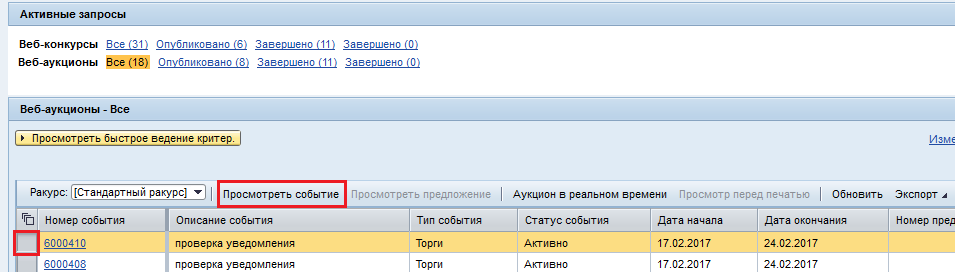 Активные запросы
Веб-конкурсы Все (31) Опубликовано (6) Завершено (11) Завершено (0)
Веб-аукционы Все (18) Опубликовано (8) Завершено (11) Завершено (0)
Веб-аукционы - Все
Просмотреть быстрое ведение критер.
Изме
Ракурс: [Стандартный ракурс] Просмотреть событие Просмотреть предложение Аукцион в реальном времени Просмотр перед печатью Обновить Экспорт
Номер события Описание события Тип события Статус события Дата начала Дата окончания Номер пред
6000410 проверка уведомления Торги Активно 17.02.2017 24.02.2017
6000408 проверка уведомления Торги Активно 17.02.2017 24.02.2017